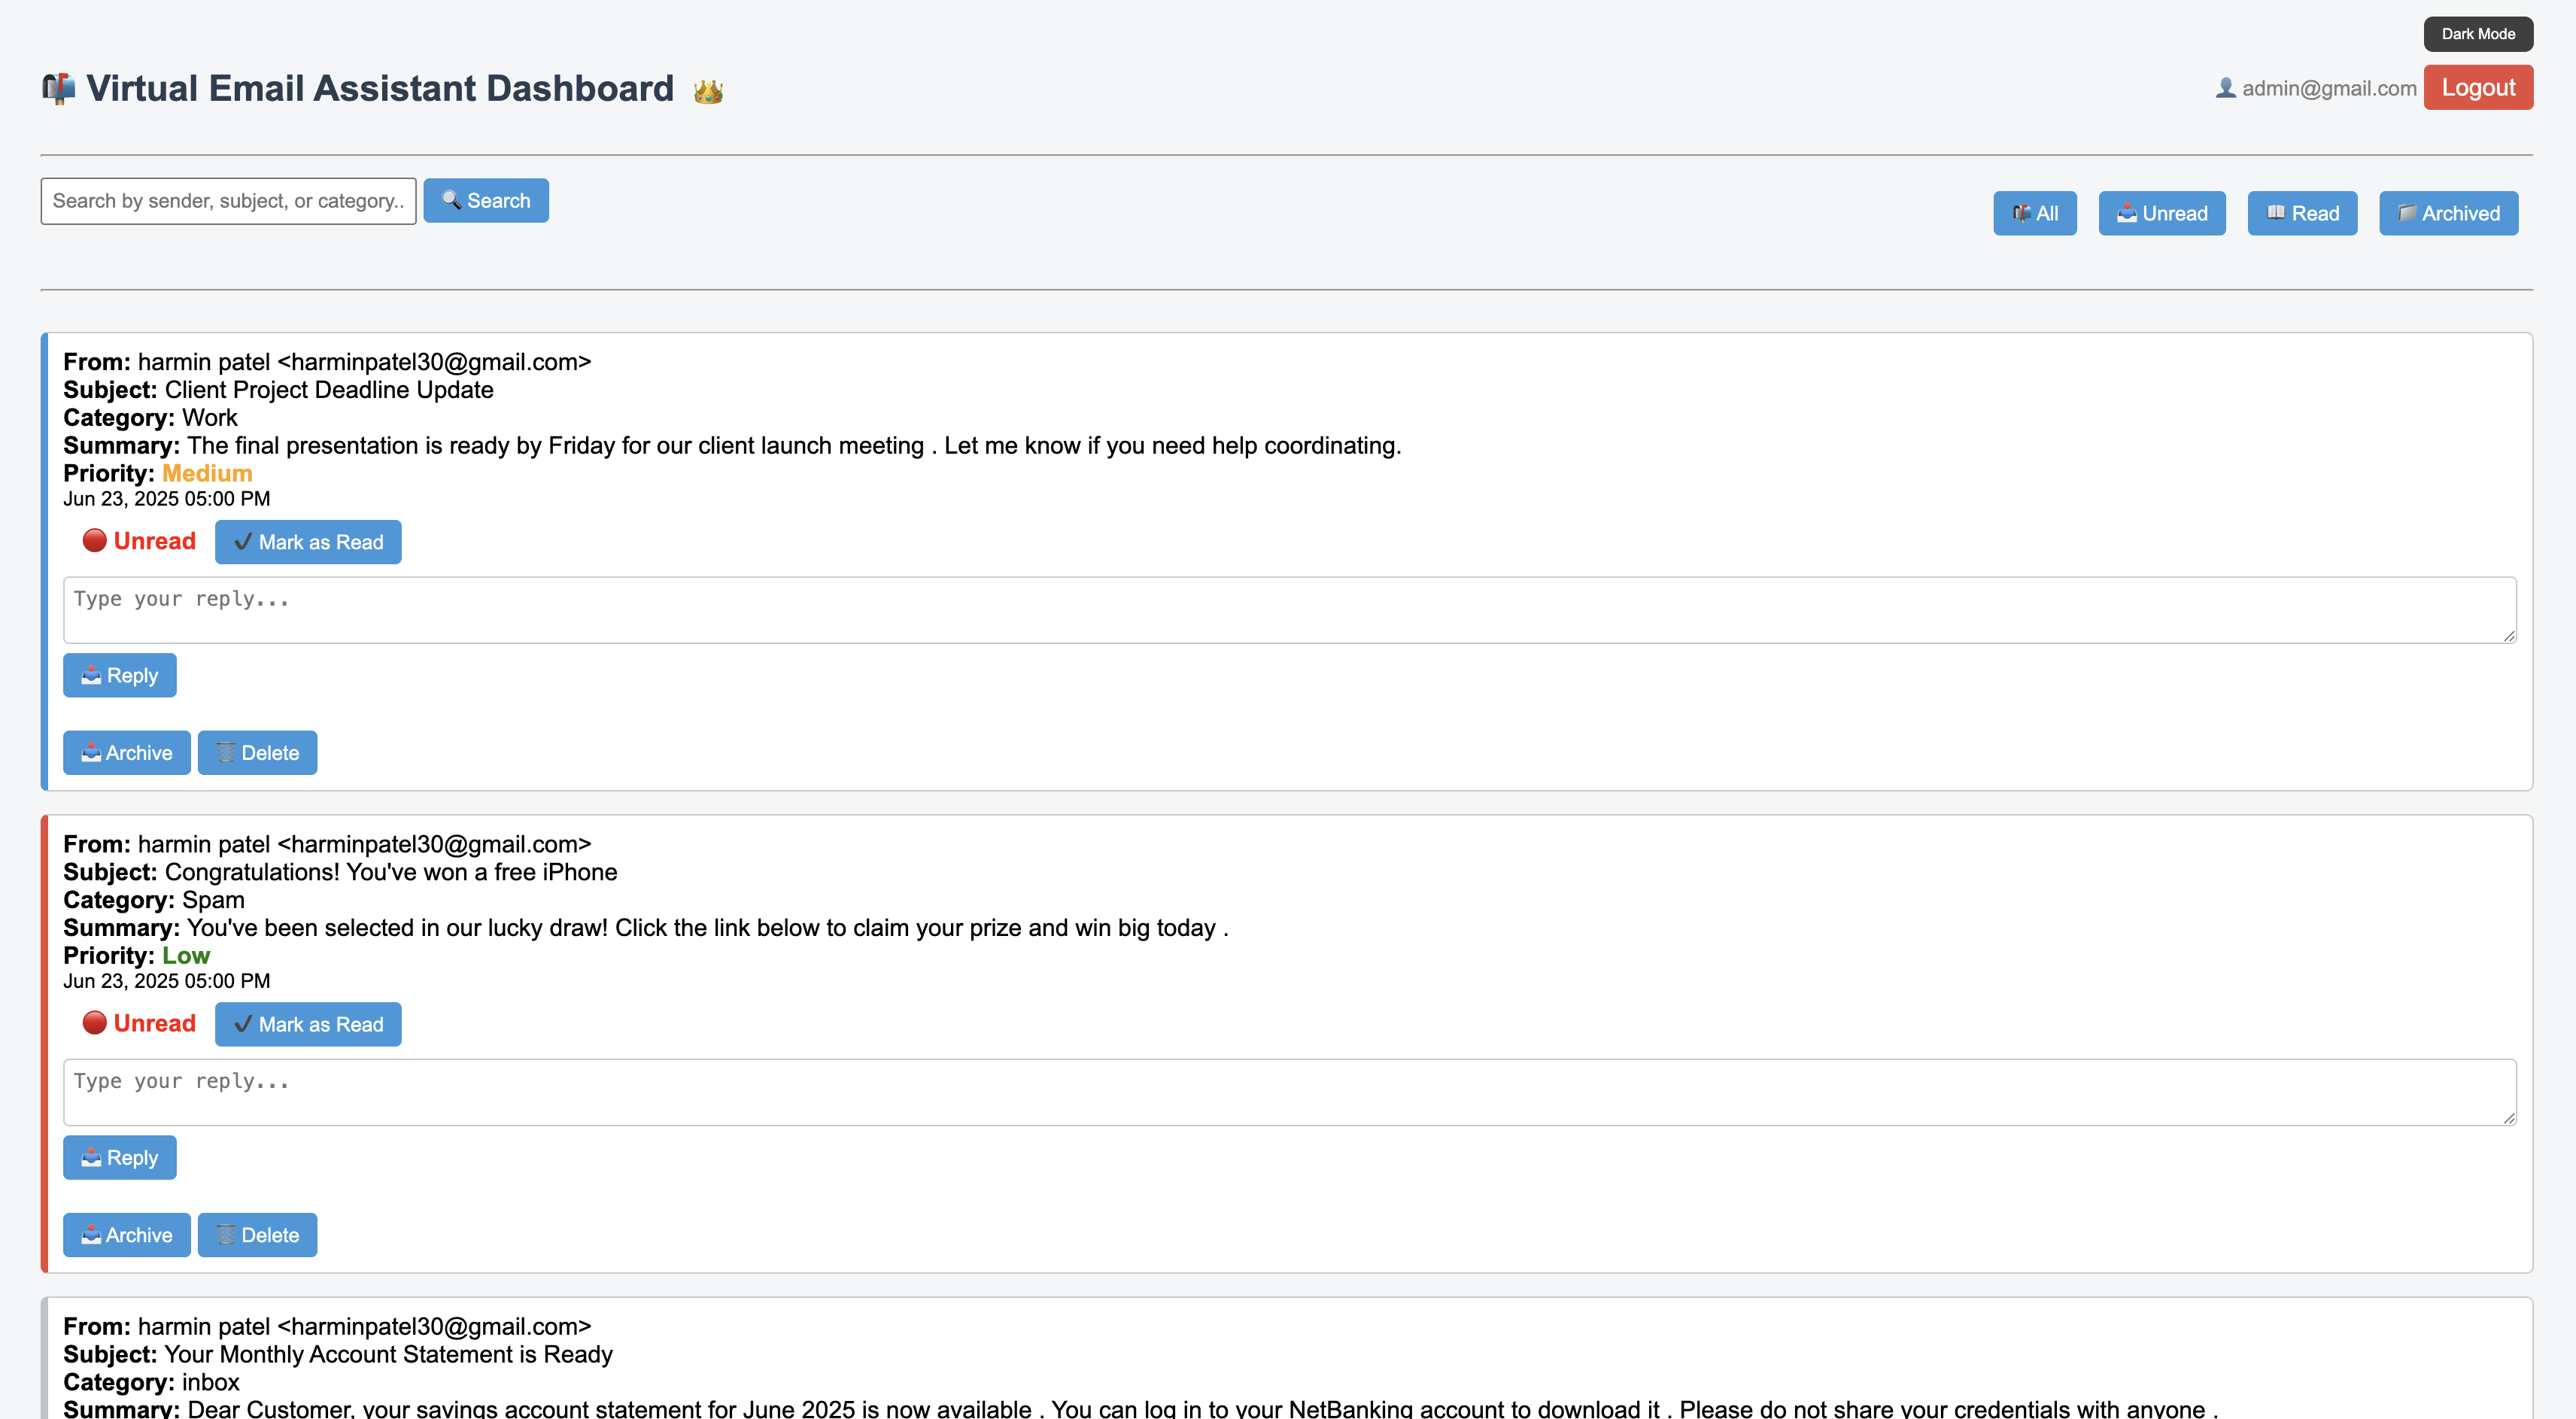 Dark Mode
Virtual Email Assistant Dashboard
admin@gmail.com Logout
Search by sender, subject, or category.. Search
All Unread Read Archived
From: harmin patel <harminpatel30@gmail.com>
Subject: Client Project Deadline Update
Category: Work
Summary: The final presentation is ready by Friday for our client launch meeting . Let me know if you need help coordinating.
Priority: Medium
Jun 23, 2025 05:00 PM
Unread ✔ Mark as Read
Type your reply...
Reply
Archive Delete
From: harmin patel <harminpatel30@gmail.com>
Subject: Congratulations! You've won a free iPhone
Category: Spam
Summary: You've been selected in our lucky draw! Click the link below to claim your prize and win big today .
Priority: Low
Jun 23, 2025 05:00 PM
Unread ✔ Mark as Read
Type your reply...
Reply
Archive Delete
From: harmin patel <harminpatel30@gmail.com>
Subject: Your Monthly Account Statement is Ready
Category: inbox
Summary: Dear Customer, your savings account statement for June 2025 is now available . You can log in to your NetBanking account to download it . Please do not share your credentials with anyone .